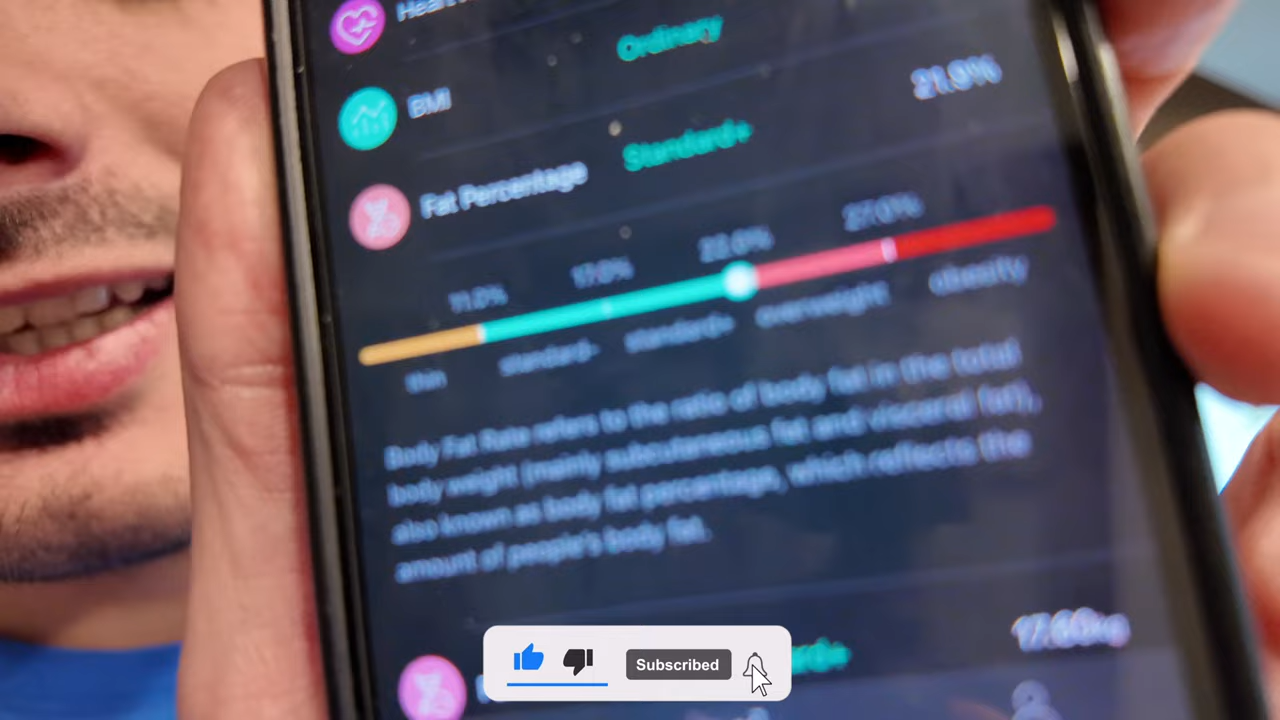 Ordinary
BMI
21.9%
Standard+
Fat Percentage
11.0% 17.0% 22.0% 27.0%
thin standard- standard+ overweight obesity
Body Fat Rate refers to the ratio of body fat in the total
body weight (mainly subcutaneous fat and visceral fat),
also known as body fat percentage, which reflects the
amount of people's body fat.
17.60kg
Subscribed